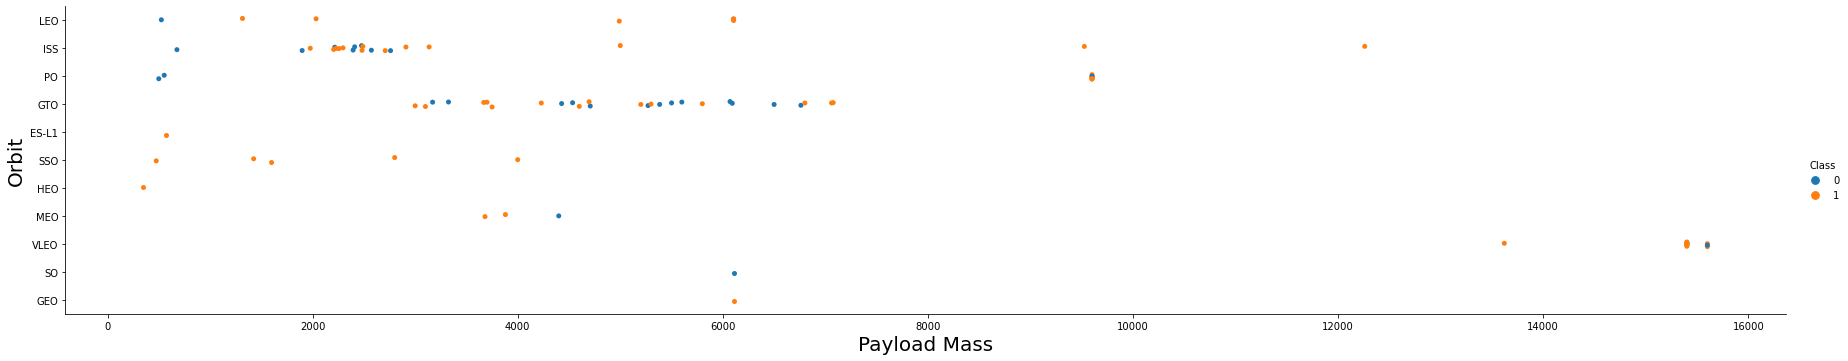 Orbit
LEO
ISS
PO
GTO
ES-L1
SSO
HEO
MEO
VLEO
SO
GEO
0 2000 4000 6000 8000 10000 12000 14000 16000
Payload Mass
Class
0
1